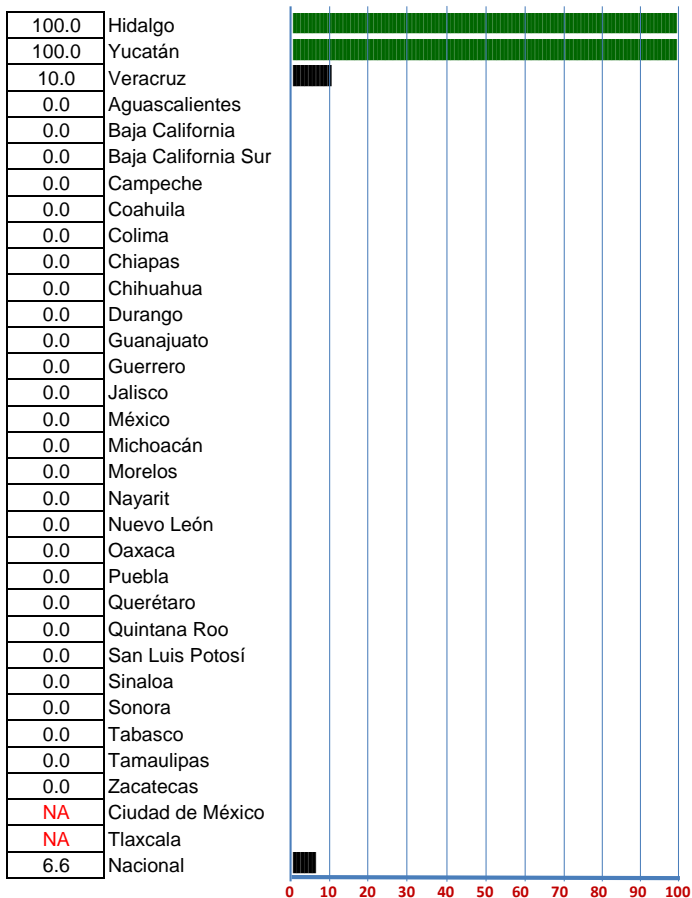 100.0 Hidalgo
100.0 Yucatán
10.0 Veracruz
0.0 Aguascalientes
0.0 Baja California
0.0 Baja California Sur
0.0 Campeche
0.0 Coahuila
0.0 Colima
0.0 Chiapas
0.0 Chihuahua
0.0 Durango
0.0 Guanajuato
0.0 Guerrero
0.0 Jalisco
0.0 México
0.0 Michoacán
0.0 Morelos
0.0 Nayarit
0.0 Nuevo León
0.0 Oaxaca
0.0 Puebla
0.0 Querétaro
0.0 Quintana Roo
0.0 San Luis Potosí
0.0 Sinaloa
0.0 Sonora
0.0 Tabasco
0.0 Tamaulipas
0.0 Zacatecas
NA Ciudad de México
NA Tlaxcala
6.6 Nacional
0 10 20 30 40 50 60 70 80 90 100